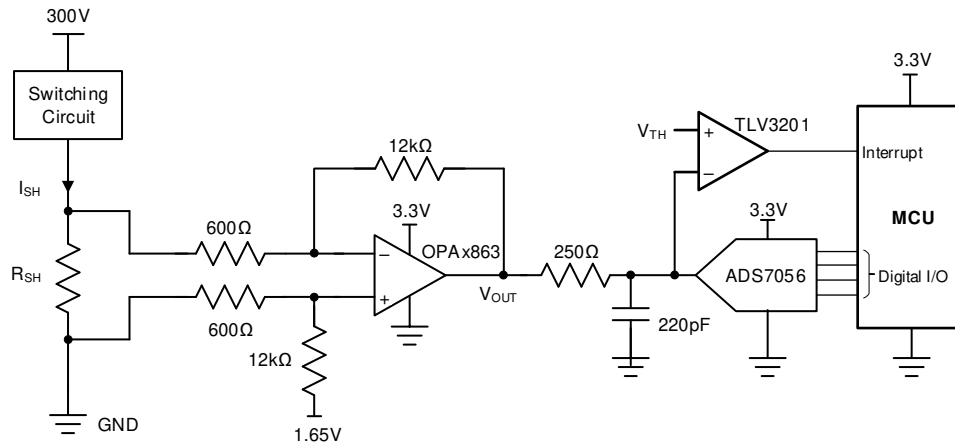 300V
Switching
Circuit
I_SH
R_SH
GND
600Ω
600Ω
12kΩ
3.3V
OPAx863
−
+
12kΩ
1.65V
V_OUT
250Ω
220pF
V_TH
+
−
TLV3201
3.3V
ADS7056
3.3V
Interrupt
MCU
Digital I/O